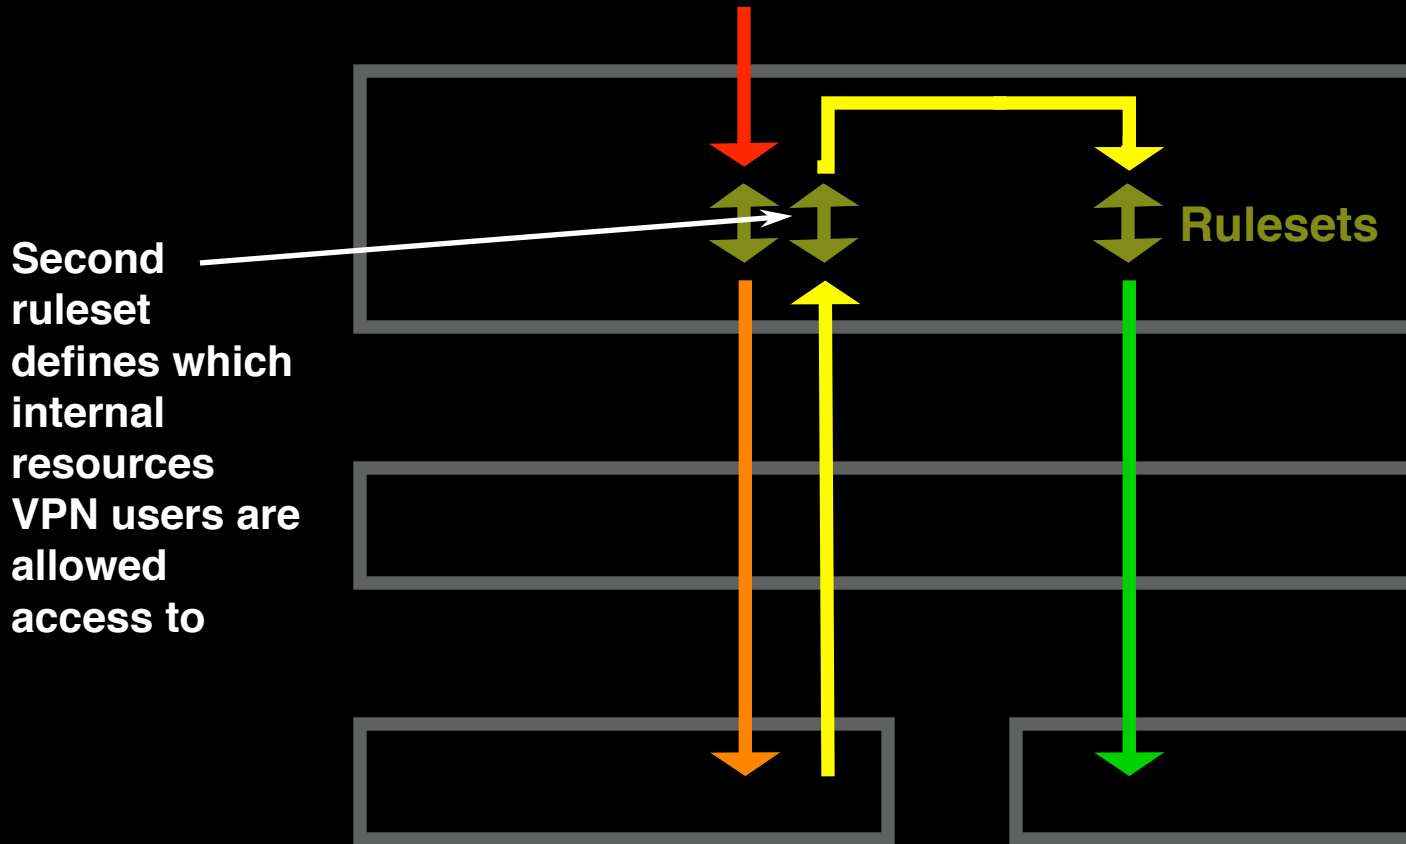 Rulesets
Second
ruleset
defines which
internal
resources
VPN users are
allowed
access to